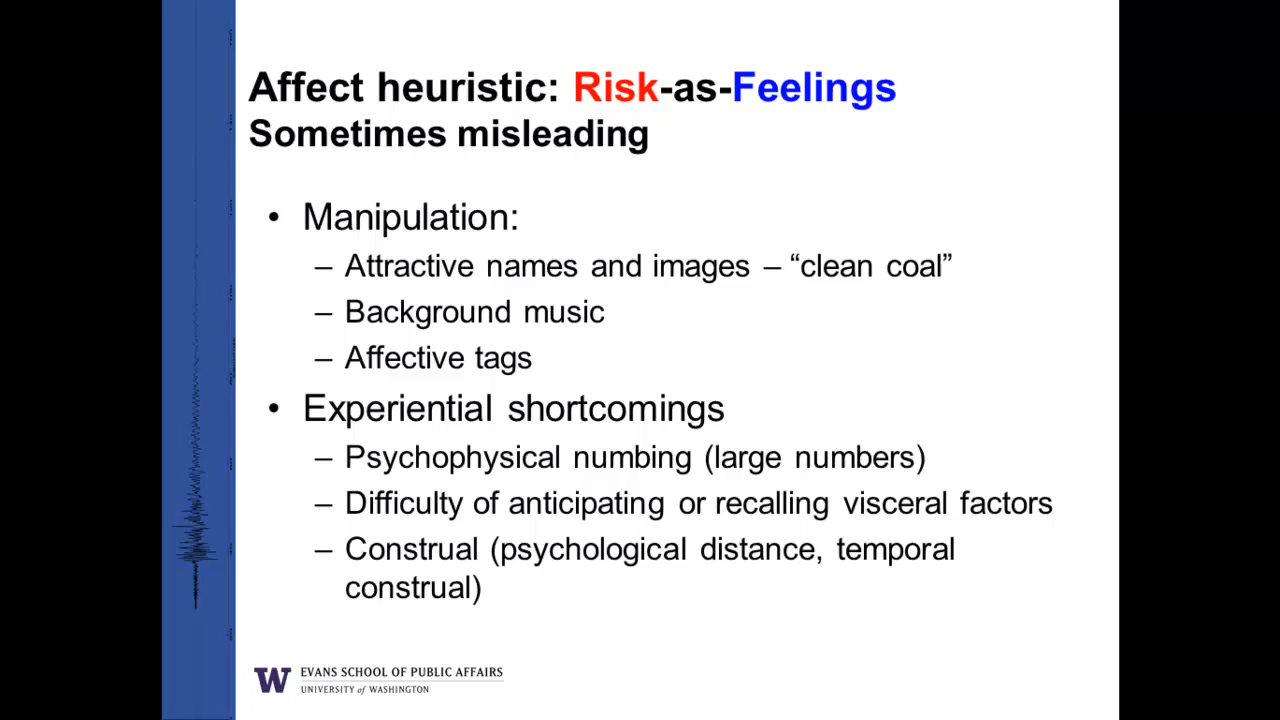 Affect heuristic: Risk-as-Feelings
Sometimes misleading
• Manipulation:
– Attractive names and images – “clean coal”
– Background music
– Affective tags
• Experiential shortcomings
– Psychophysical numbing (large numbers)
– Difficulty of anticipating or recalling visceral factors
– Construal (psychological distance, temporal
construal)
W EVANS SCHOOL OF PUBLIC AFFAIRS
UNIVERSITY of WASHINGTON